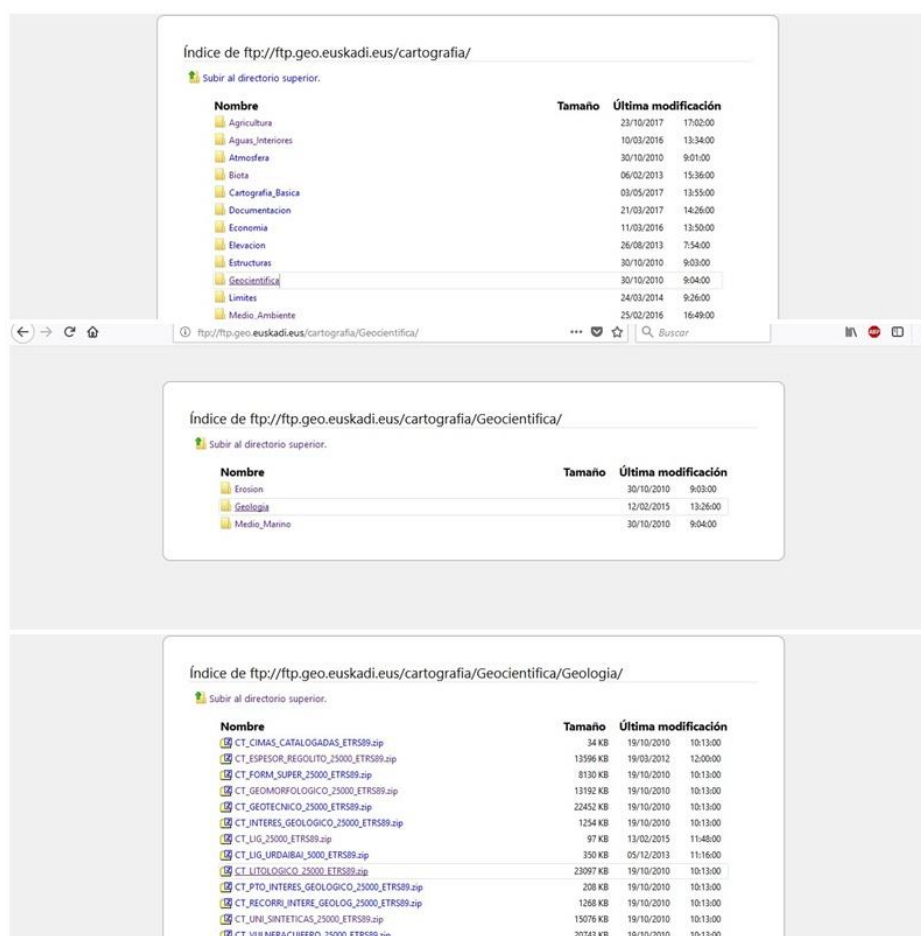 Índice de ftp://ftp.geo.euskadi.eus/cartografia/
Subir al directorio superior.
Nombre Tamaño Última modificación
Agricultura 23/10/2017 17:02:00
Aguas_Interiores 10/03/2016 13:34:00
Atmosfera 30/10/2010 9:01:00
Biota 06/02/2013 15:36:00
Cartografia_Basica 03/05/2017 13:55:00
Documentacion 21/03/2017 14:26:00
Economia 11/03/2016 13:50:00
Elevacion 26/08/2013 7:54:00
Estructuras 30/10/2010 9:03:00
Geocientifica 30/10/2010 9:04:00
Limites 24/03/2014 9:26:00
Medio_Ambiente 25/02/2016 16:49:00
ftp://ftp.geo.euskadi.eus/cartografia/Geocientifica/ Buscar ABP
Índice de ftp://ftp.geo.euskadi.eus/cartografia/Geocientifica/
Subir al directorio superior.
Nombre Tamaño Última modificación
Erosion 30/10/2010 9:03:00
Geologia 12/02/2015 13:26:00
Medio_Marino 30/10/2010 9:04:00
Índice de ftp://ftp.geo.euskadi.eus/cartografia/Geocientifica/Geologia/
Subir al directorio superior.
Nombre Tamaño Última modificación
CT_CIMAS_CATALOGADAS_ETRS89.zip 34 KB 19/10/2010 10:13:00
CT_ESPESOR_REGOLITO_25000_ETRS89.zip 13596 KB 19/03/2012 12:00:00
CT_FORM_SUPER_25000_ETRS89.zip 8130 KB 19/10/2010 10:13:00
CT_GEOMORFOLOGICO_25000_ETRS89.zip 13192 KB 19/10/2010 10:13:00
CT_GEOTECNICO_25000_ETRS89.zip 22452 KB 19/10/2010 10:13:00
CT_INTERES_GEOLOGICO_25000_ETRS89.zip 1254 KB 19/10/2010 10:13:00
CT_LIG_25000_ETRS89.zip 97 KB 13/02/2015 11:48:00
CT_LIG_URDAIBAI_5000_ETRS89.zip 350 KB 05/12/2013 11:16:00
CT_LITOLOGICO_25000_ETRS89.zip 23097 KB 19/10/2010 10:13:00
CT_PTO_INTERES_GEOLOGICO_25000_ETRS89.zip 208 KB 19/10/2010 10:13:00
CT_RECORRI_INTERE_GEOLOG_25000_ETRS89.zip 1268 KB 19/10/2010 10:13:00
CT_UNI_SINTETICAS_25000_ETRS89.zip 15076 KB 19/10/2010 10:13:00
CT_VULNERACUIFERO_25000_ETRS89.zip 20743 KB 19/10/2010 10:13:00